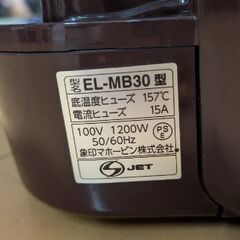 型名 EL-MB30 型
底温度ヒューズ 157℃
電流ヒューズ 15A
100V 1200W
50/60Hz
PSE
象印マホービン株式会社
JET